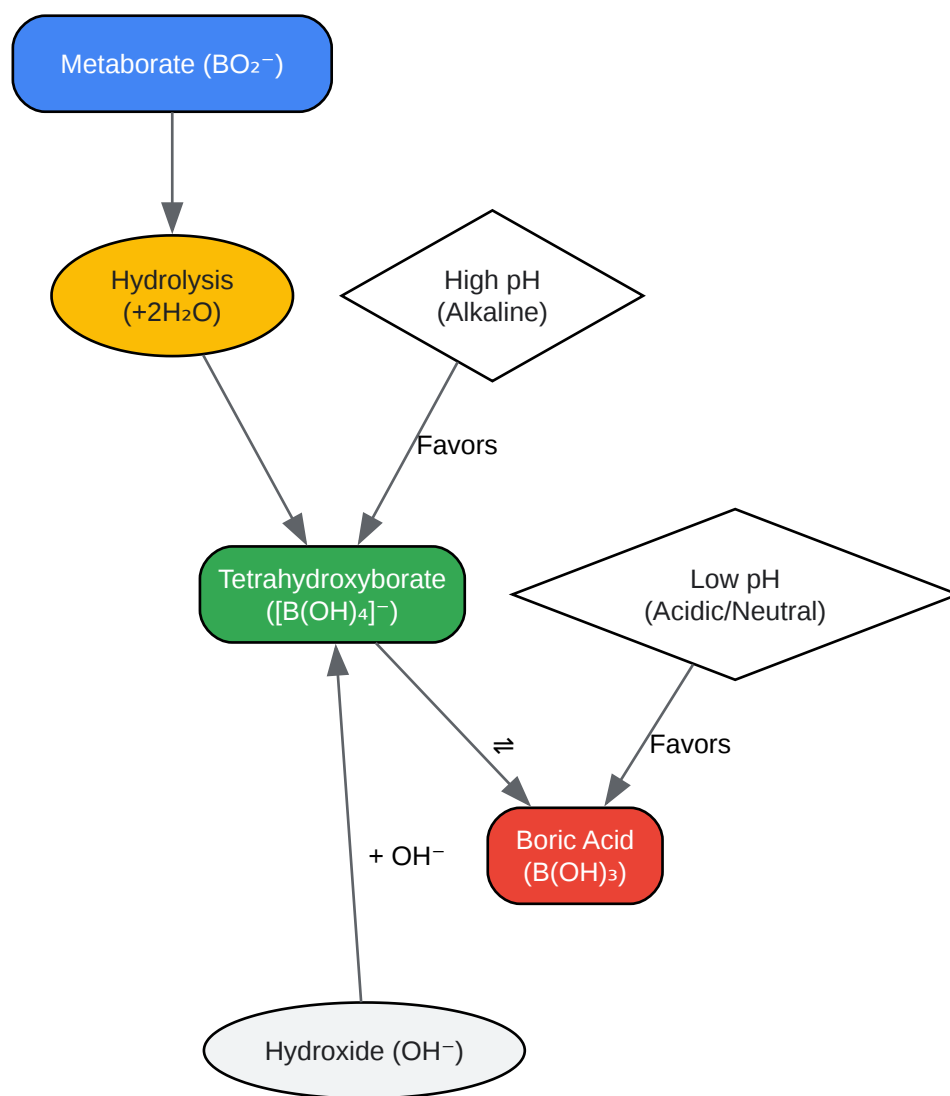 Metaborate (BO₂⁻)
Hydrolysis
(+2H₂O)
High pH
(Alkaline)
Favors
Tetrahydroxyborate
([B(OH)₄]⁻)
Low pH
(Acidic/Neutral)
⇌
Favors
Boric Acid
(B(OH)₃)
+ OH⁻
Hydroxide (OH⁻)